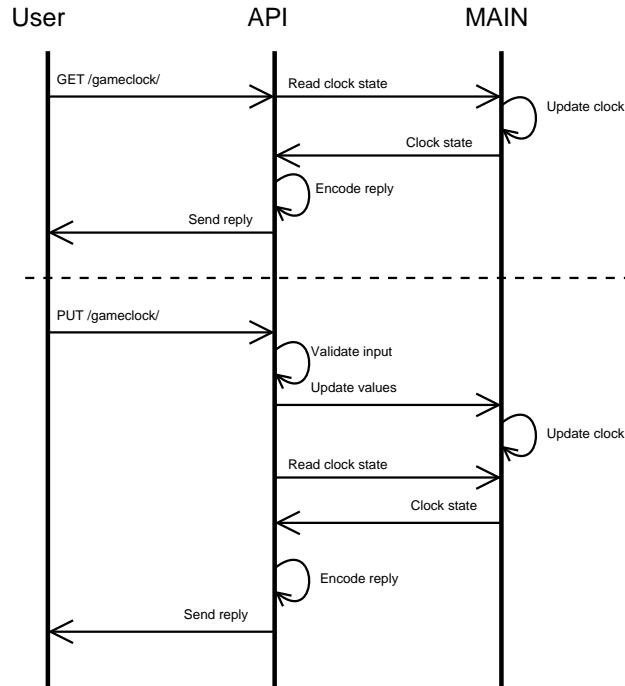 User API MAIN
GET /gameclock/
Read clock state
Update clock
Clock state
Encode reply
Send reply
PUT /gameclock/
Validate input
Update values
Update clock
Read clock state
Clock state
Encode reply
Send reply